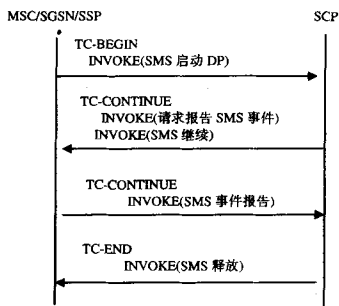 MSC/SGSN/SSP SCP
TC-BEGIN
INVOKE(SMS 启动 DP)
TC-CONTINUE
INVOKE(请求报告 SMS 事件)
INVOKE(SMS 继续)
TC-CONTINUE
INVOKE(SMS 事件报告)
TC-END
INVOKE(SMS 释放)